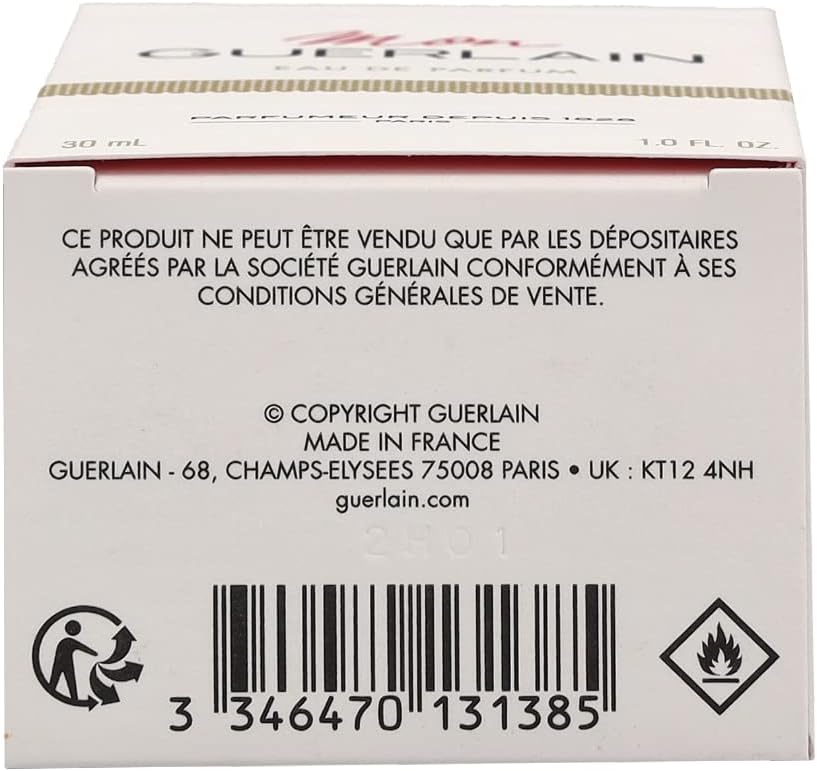 Mon
GUERLAIN
EAU DE PARFUM
PARFUMEUR DEPUIS 1828
PARIS
30 mL 1.0 FL. OZ.
CE PRODUIT NE PEUT ÊTRE VENDU QUE PAR LES DÉPOSITAIRES
AGRÉÉS PAR LA SOCIÉTÉ GUERLAIN CONFORMÉMENT À SES
CONDITIONS GÉNÉRALES DE VENTE.
© COPYRIGHT GUERLAIN
MADE IN FRANCE
GUERLAIN - 68, CHAMPS-ELYSEES 75008 PARIS • UK : KT12 4NH
guerlain.com
2H01
3 346470 131385